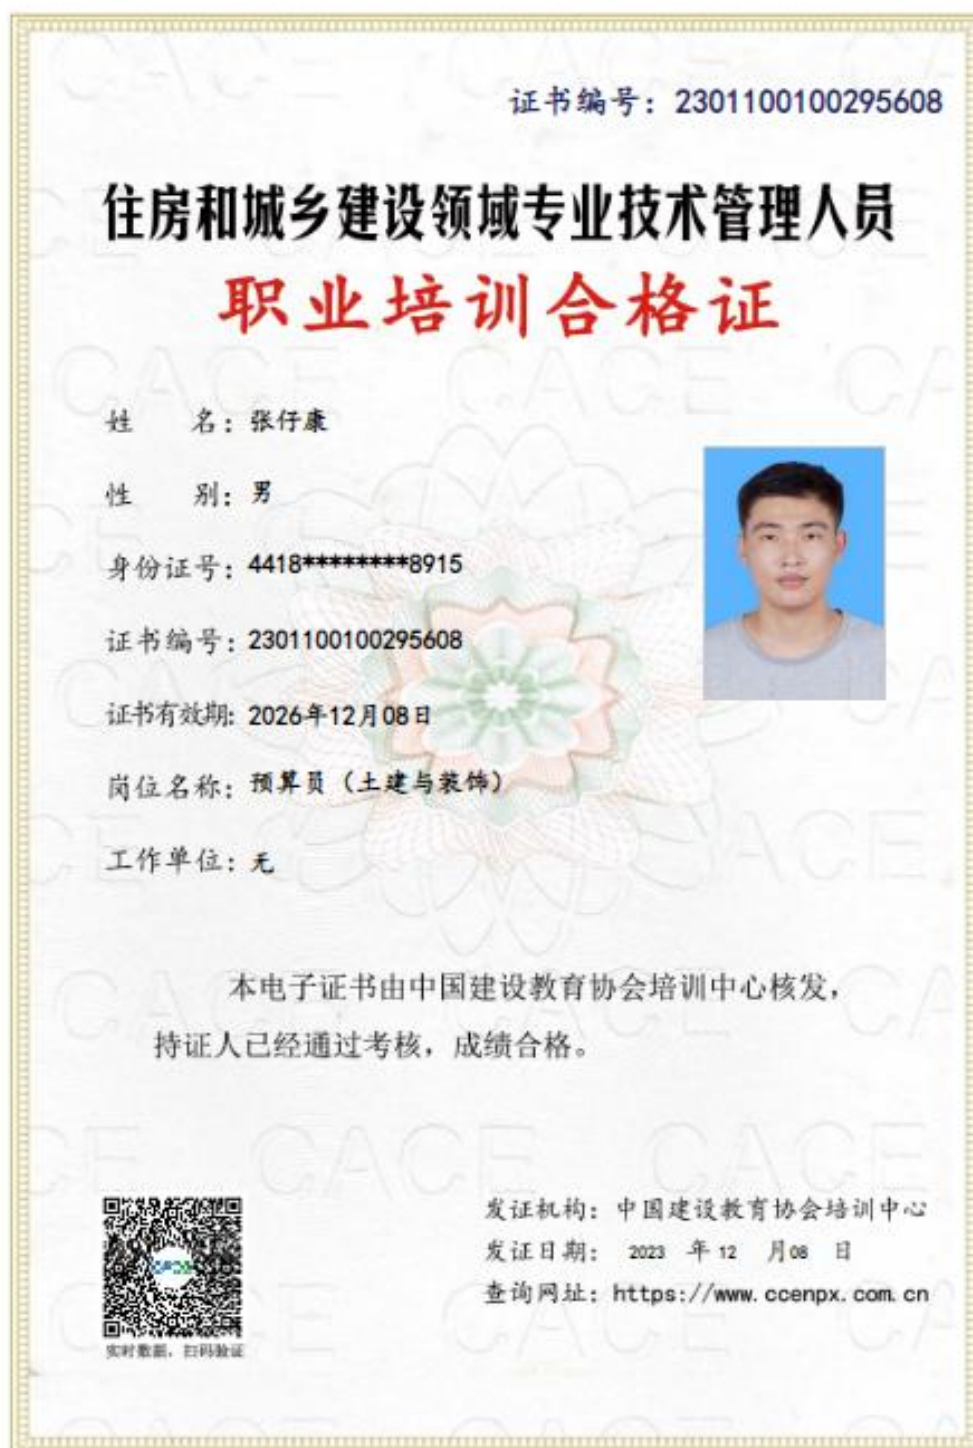 证书编号：2301100100295608
住房和城乡建设领域专业技术管理人员
职业培训合格证
姓 名：张仔康
性 别：男
身份证号：4418********8915
证书编号：2301100100295608
证书有效期：2026年12月08日
岗位名称：预算员（土建与装饰）
工作单位：无
本电子证书由中国建设教育协会培训中心核发，
持证人已经通过考核，成绩合格。
发证机构：中国建设教育协会培训中心
发证日期： 2023 年 12 月08 日
查询网址：https://www.ccenpx.com.cn
实时数据，扫码验证
CACE